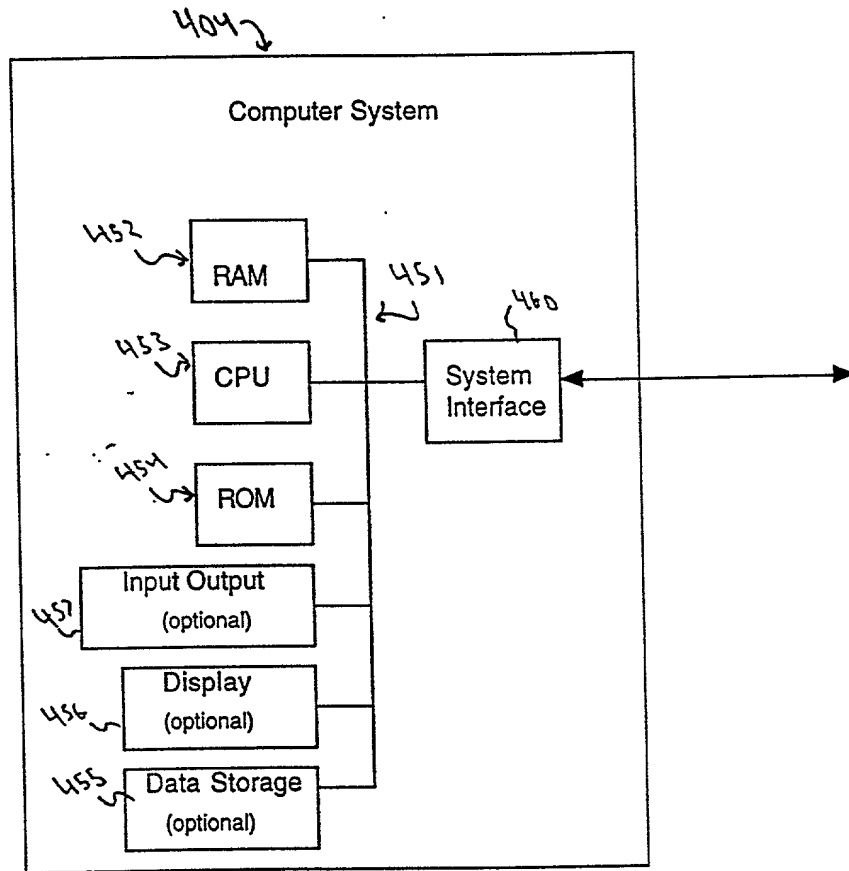 404
Computer System
452
RAM
451
460
453
CPU
System
Interface
454
ROM
Input Output
(optional)
457
Display
(optional)
456
455
Data Storage
(optional)